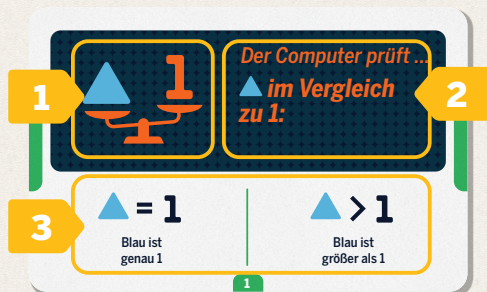 1
1
Der Computer prüft ...
im Vergleich
zu 1:
2
3
= 1
Blau ist
genau 1
> 1
Blau ist
größer als 1
1